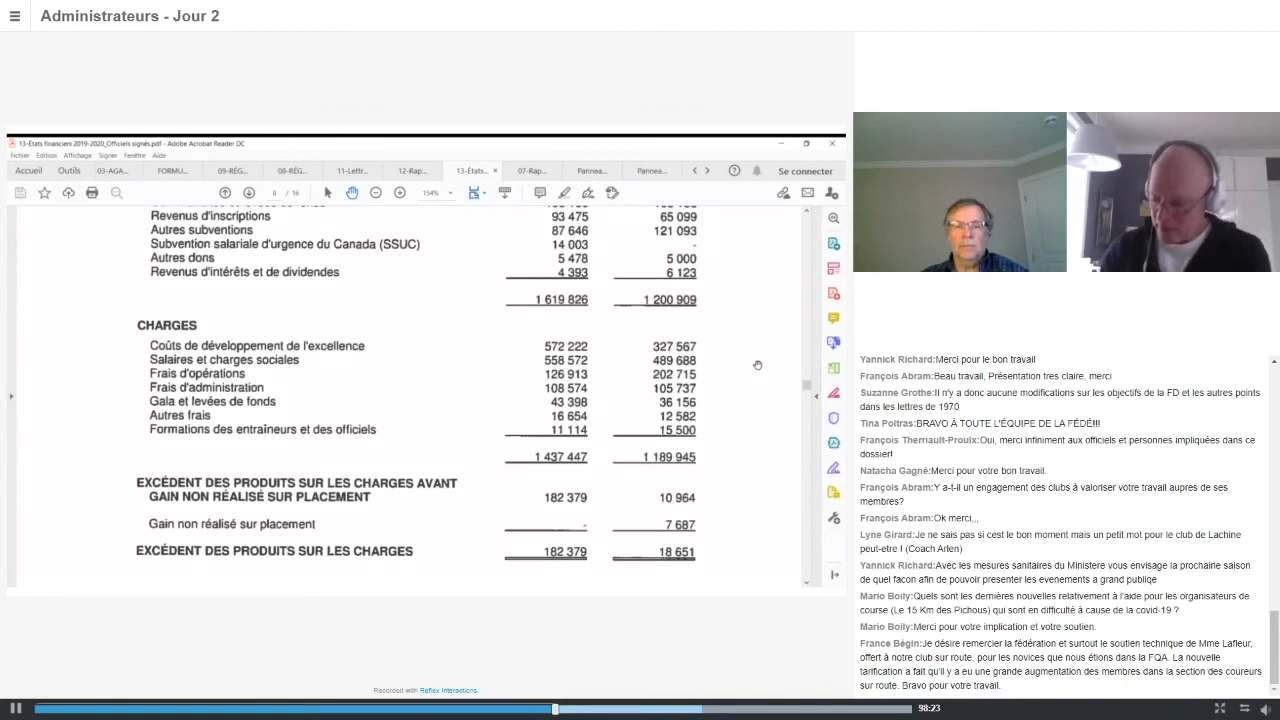 Administrateurs - Jour 2
13-États financiers 2019-2020_Officiels signés.pdf - Adobe Acrobat Reader DC
Fichier Edition Affichage Signer Fenêtre Aide
Accueil Outils 03-AGA... FORMU... 09-RÉG... 08-RÉG... 11-Lettr... 12-Rap... 13-États... × 07-Rap... Pannea... Pannea... Se connecter
8 / 16 154%
Revenus d'inscriptions 93 475 65 099
Autres subventions 87 646 121 093
Subvention salariale d'urgence du Canada (SSUC) 14 003 -
Autres dons 5 478 5 000
Revenus d'intérêts et de dividendes 4 393 6 123
1 619 826 1 200 909
CHARGES
Coûts de développement de l'excellence 572 222 327 567
Salaires et charges sociales 558 572 489 688
Frais d'opérations 126 913 202 715
Frais d'administration 108 574 105 737
Gala et levées de fonds 43 398 36 156
Autres frais 16 654 12 582
Formations des entraîneurs et des officiels 11 114 15 500
1 437 447 1 189 945
EXCÉDENT DES PRODUITS SUR LES CHARGES AVANT
GAIN NON RÉALISÉ SUR PLACEMENT 182 379 10 964
Gain non réalisé sur placement - 7 687
EXCÉDENT DES PRODUITS SUR LES CHARGES 182 379 18 651
Yannick Richard:Merci pour le bon travail
François Abram:Beau travail, Présentation tres claire, merci
Suzanne Grothe:Il n'y a donc aucune modifications sur les objectifs de la FD et les autres points
dans les lettres de 1970
Tina Poitras:BRAVO À TOUTE L'ÉQUIPE DE LA FÉDÉ!!!
François Therriault-Proulx:Oui, merci infiniment aux officiels et personnes impliquées dans ce
dossier!
Natacha Gagné:Merci pour votre bon travail.
François Abram:Y a-t-il un engagement des clubs à valoriser votre travail aupres de ses
membres?
François Abram:Ok merci,,,
Lyne Girard:Je ne sais pas si cest le bon moment mais un petit mot pour le club de Lachine
peut-etre ! (Coach Arlen)
Yannick Richard:Avec les mesures sanitaires du Ministere vous envisage la prochaine saison
de quel facon afin de pouvoir presenter les evenements a grand publiqe
Mario Boily:Quels sont les dernières nouvelles relativement à l'aide pour les organisateurs de
course (Le 15 Km des Pichous) qui sont en difficulté à cause de la covid-19 ?
Mario Boily:Merci pour votre implication et votre soutien.
France Bégin:Je désire remercier la fédération et surtout le soutien technique de Mme Lafleur,
offert à notre club sur route, pour les novices que nous étions dans la FQA. La nouvelle
tarification a fait qu'il y a eu une grande augmentation des membres dans la section des coureurs
sur route. Bravo pour votre travail.
Recorded with Reflex Interactions.
98:23